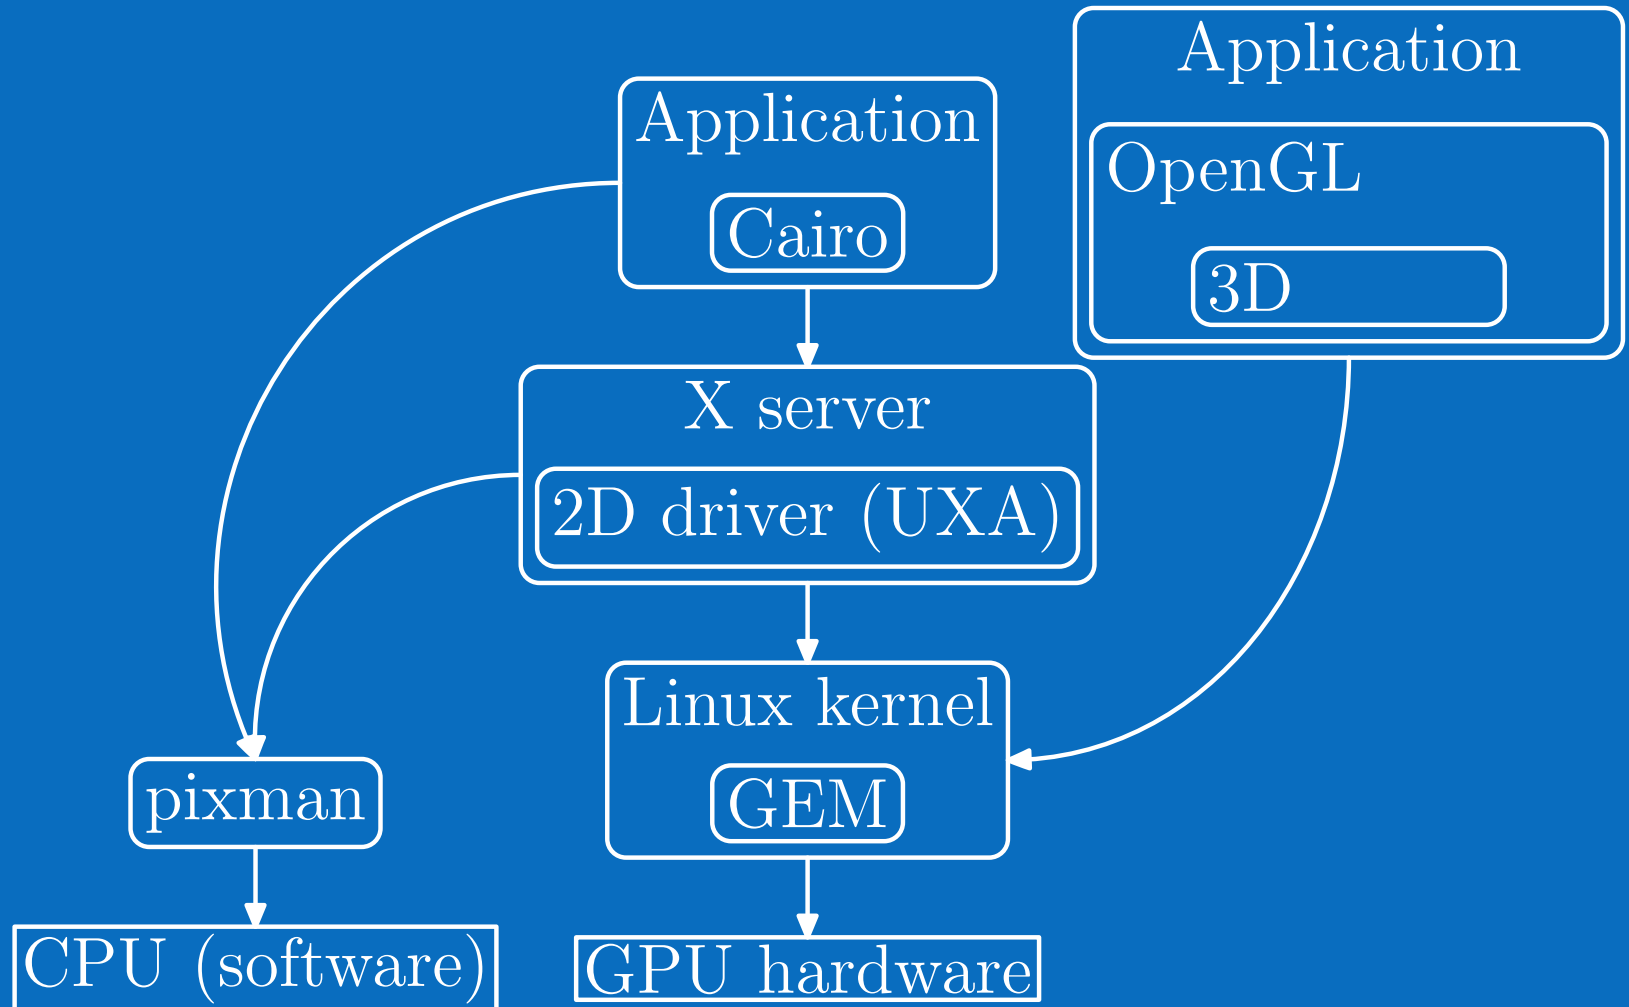 Application
OpenGL
3D
Application
Cairo
X server
2D driver (UXA)
Linux kernel
GEM
pixman
CPU (software)
GPU hardware